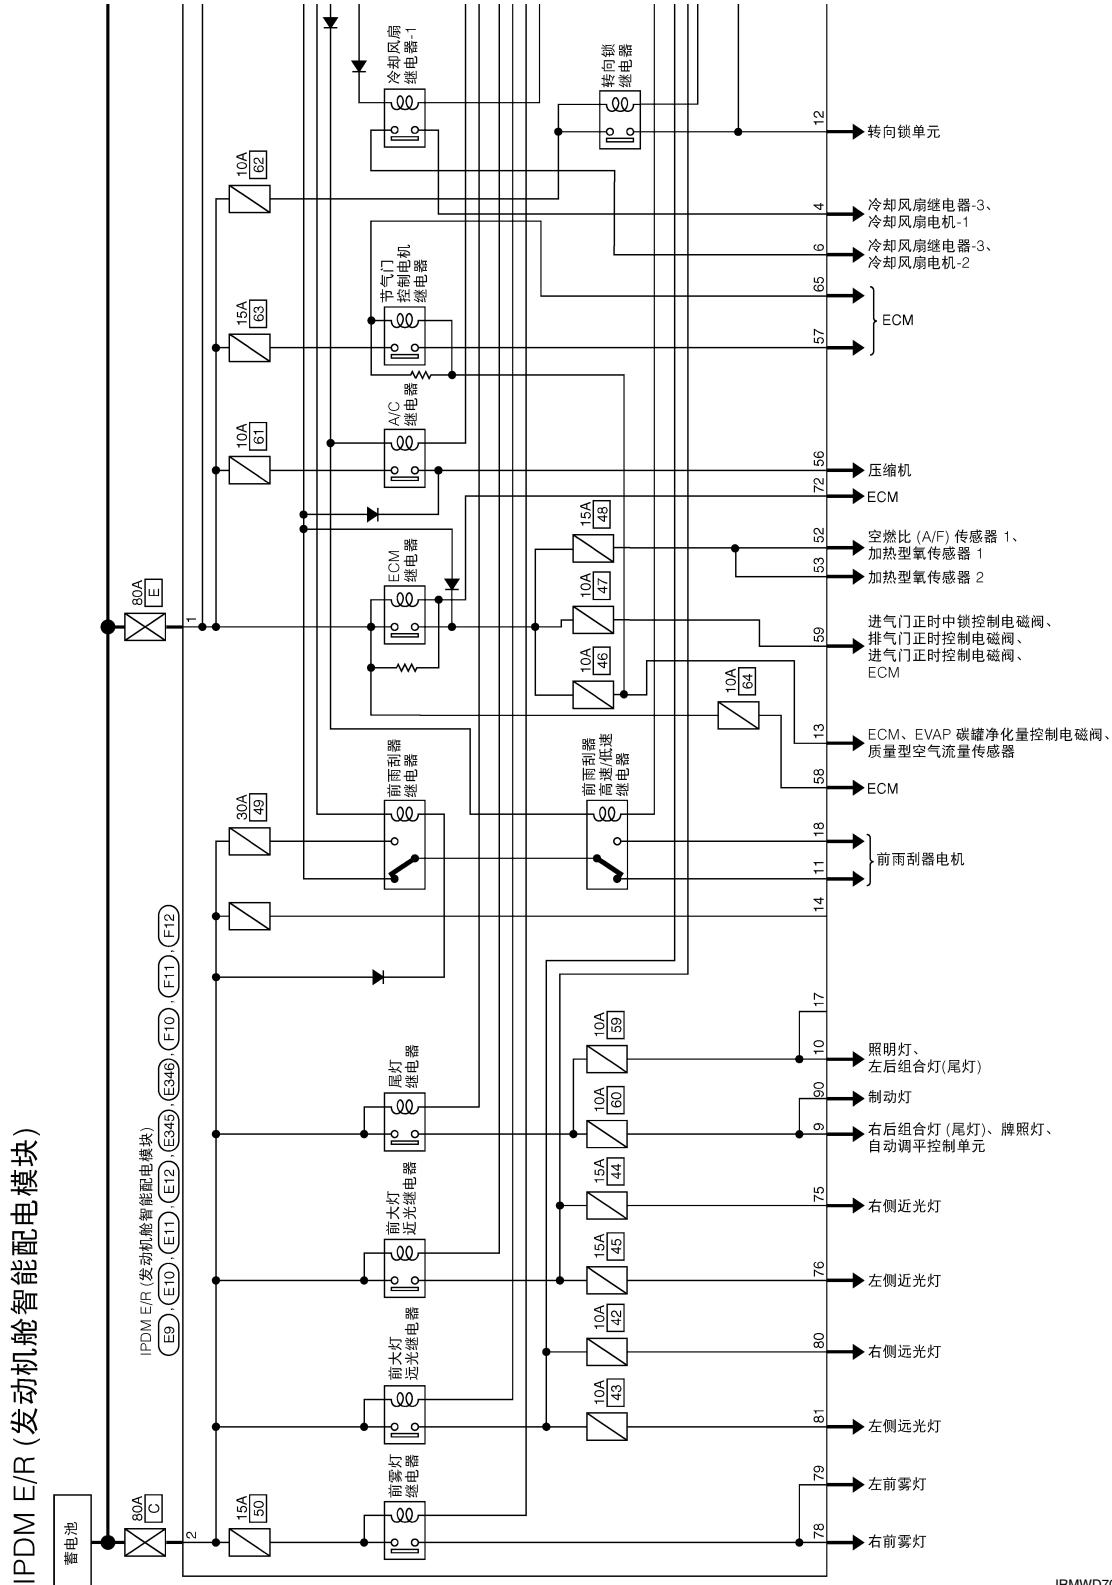 IPDM E/R (发动机舱智能配电模块)
蓄电池
80A
C
80A
E
IPDM E/R (发动机舱智能配电模块)
E9 , E10 , E11 , E12 , E345 , E346 , F10 , F11 , F12
1
2
10A
62
15A
63
10A
61
30A
49
15A
50
冷却风扇
继电器-1
转向锁
继电器
节气门
控制电机
继电器
A/C
继电器
ECM
继电器
前雨刮器
继电器
前雨刮器
高速/低速
继电器
尾灯
继电器
前大灯
近光继电器
前大灯
远光继电器
前雾灯
继电器
15A
48
10A
47
10A
46
10A
64
10A
59
10A
60
15A
44
15A
45
10A
42
10A
43
12
转向锁单元
4
冷却风扇继电器-3、
冷却风扇电机-1
6
冷却风扇继电器-3、
冷却风扇电机-2
65
57
ECM
56
压缩机
72
ECM
52
空燃比 (A/F) 传感器 1、
加热型氧传感器 1
53
加热型氧传感器 2
59
进气门正时中锁控制电磁阀、
排气门正时控制电磁阀、
进气门正时控制电磁阀、
ECM
13
ECM、EVAP 碳罐净化量控制电磁阀、
质量型空气流量传感器
58
ECM
18
11
前雨刮器电机
14
17
10
照明灯、
左后组合灯(尾灯)
90
制动灯
9
右后组合灯 (尾灯)、牌照灯、
自动调平控制单元
75
右侧近光灯
76
左侧近光灯
80
右侧远光灯
81
左侧远光灯
79
左前雾灯
78
右前雾灯